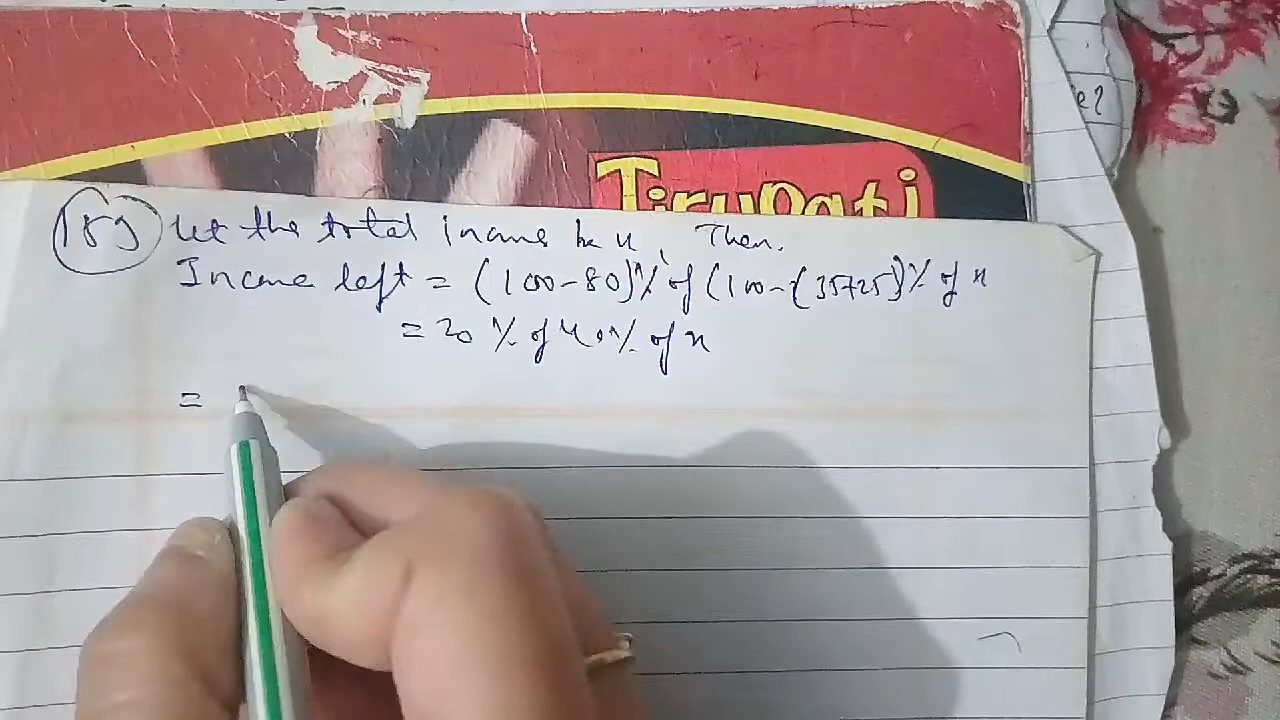 e?
Tirupati
189 Let the total income be x, Then,
Income left = (100-80)% of (100-(35+25)]% of x
= 20 % of 40% of x
=